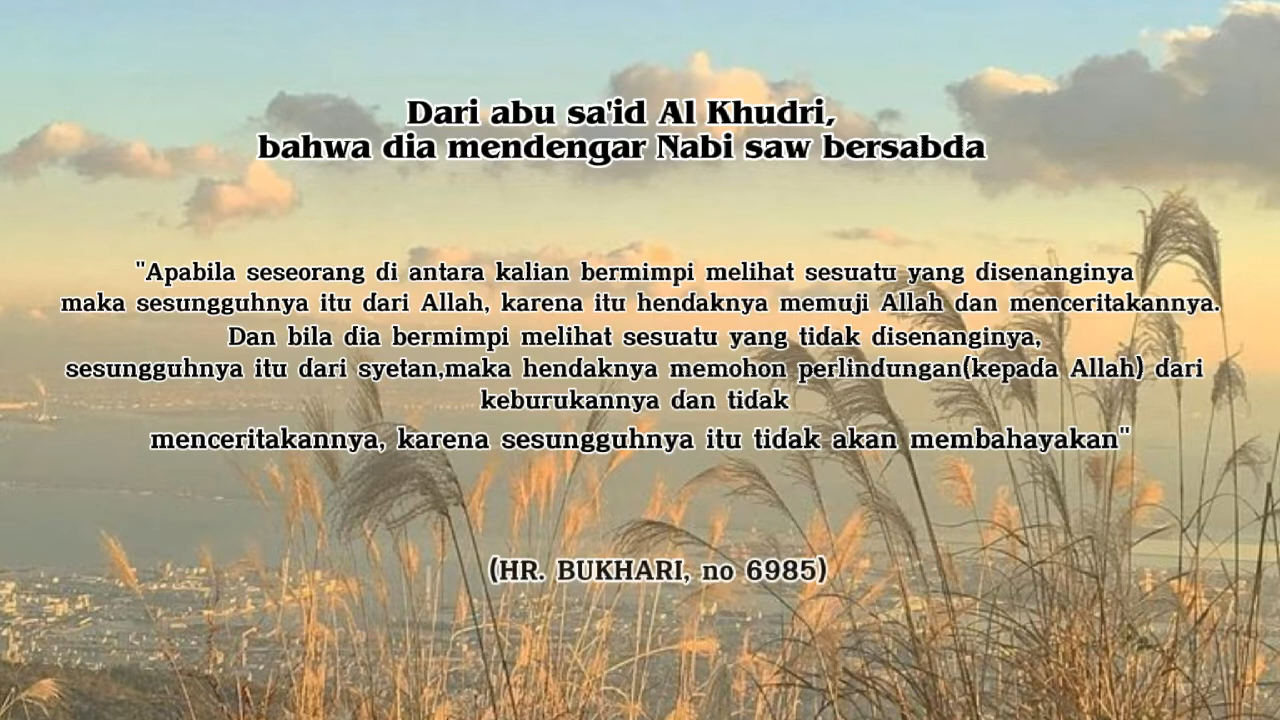 Dari abu sa'id Al Khudri,
bahwa dia mendengar Nabi saw bersabda
"Apabila seseorang di antara kalian bermimpi melihat sesuatu yang disenanginya
maka sesungguhnya itu dari Allah, karena itu hendaknya memuji Allah dan menceritakannya.
Dan bila dia bermimpi melihat sesuatu yang tidak disenanginya,
sesungguhnya itu dari syetan,maka hendaknya memohon perlindungan(kepada Allah) dari
keburukannya dan tidak
menceritakannya, karena sesungguhnya itu tidak akan membahayakan"
(HR. BUKHARI, no 6985)